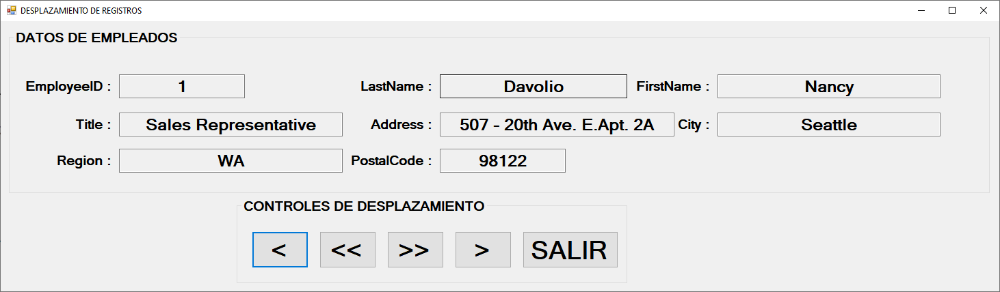 DESPLAZAMIENTO DE REGISTROS
DATOS DE EMPLEADOS
EmployeeID : 1 LastName : Davolio FirstName : Nancy
Title : Sales Representative Address : 507 - 20th Ave. E.Apt. 2A City : Seattle
Region : WA PostalCode : 98122
CONTROLES DE DESPLAZAMIENTO
< << >> > SALIR